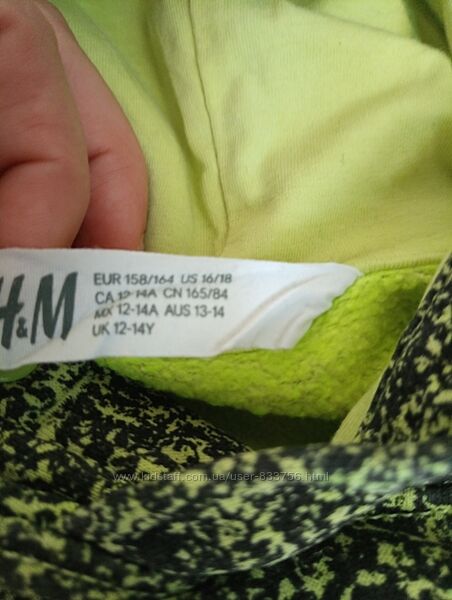 H&M
EUR 158/164 US 16/18
CA 12-14A CN 165/84
MX 12-14A AUS 13-14
UK 12-14Y
www.kidstaff.com.ua/user-833756.html